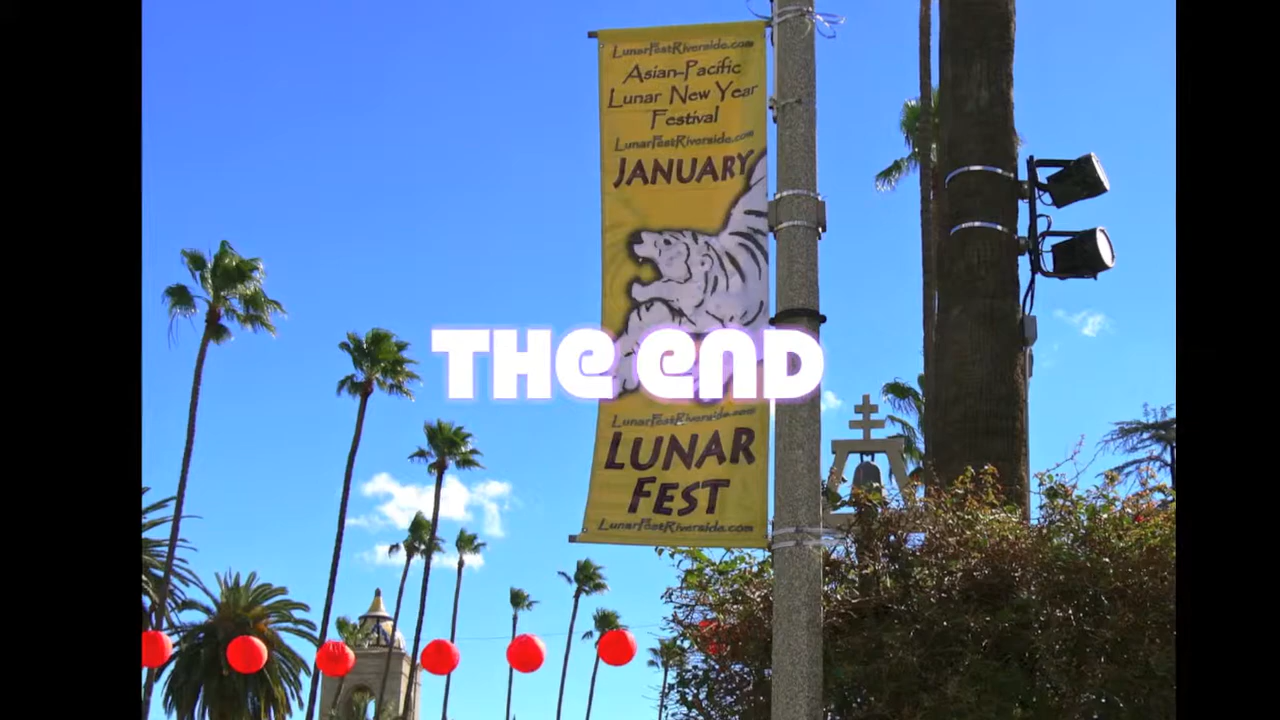 LunarFestRiverside.com
Asian-Pacific
Lunar New Year
Festival
LunarFestRiverside.com
JANUARY
THE END
LunarFestRiverside.com
LUNAR
FEST
LunarFestRiverside.com